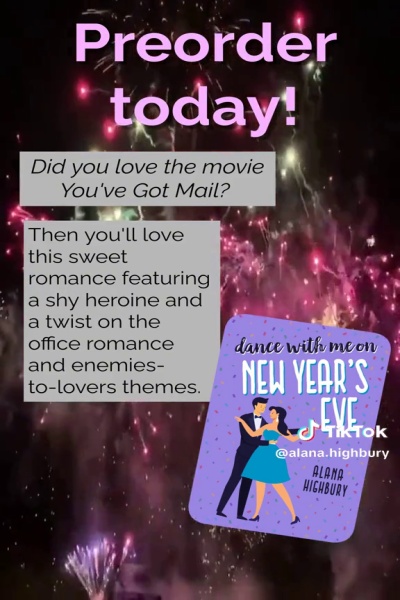 Preorder
today!
Did you love the movie
You've Got Mail?
Then you'll love
this sweet
romance featuring
a shy heroine and
a twist on the
office romance
and enemies-
to-lovers themes.
dance with me on
NEW YEAR'S
EVE
TikTok
@alana.highbury
ALANA
HIGHBURY